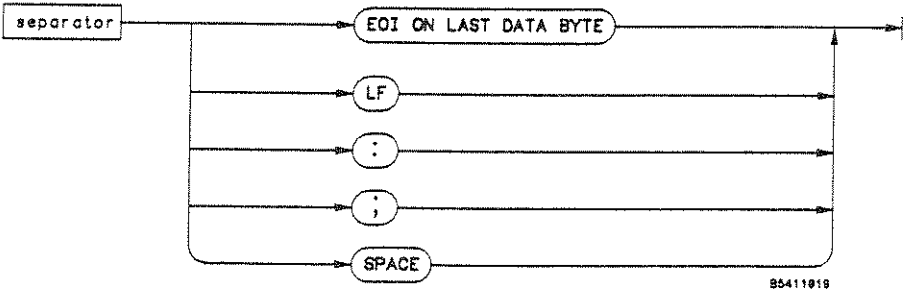 separator
EOI ON LAST DATA BYTE
LF
:
;
SPACE
B5411019